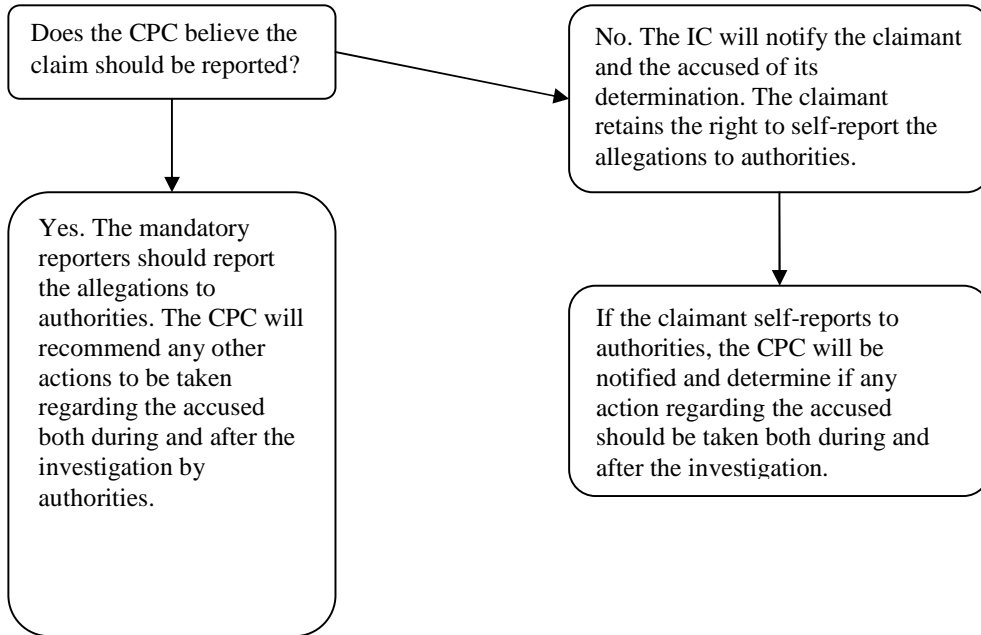 Does the CPC believe the
claim should be reported?
No. The IC will notify the claimant
and the accused of its
determination. The claimant
retains the right to self-report the
allegations to authorities.
Yes. The mandatory
reporters should report
the allegations to
authorities. The CPC will
recommend any other
actions to be taken
regarding the accused
both during and after the
investigation by
authorities.
If the claimant self-reports to
authorities, the CPC will be
notified and determine if any
action regarding the accused
should be taken both during and
after the investigation.